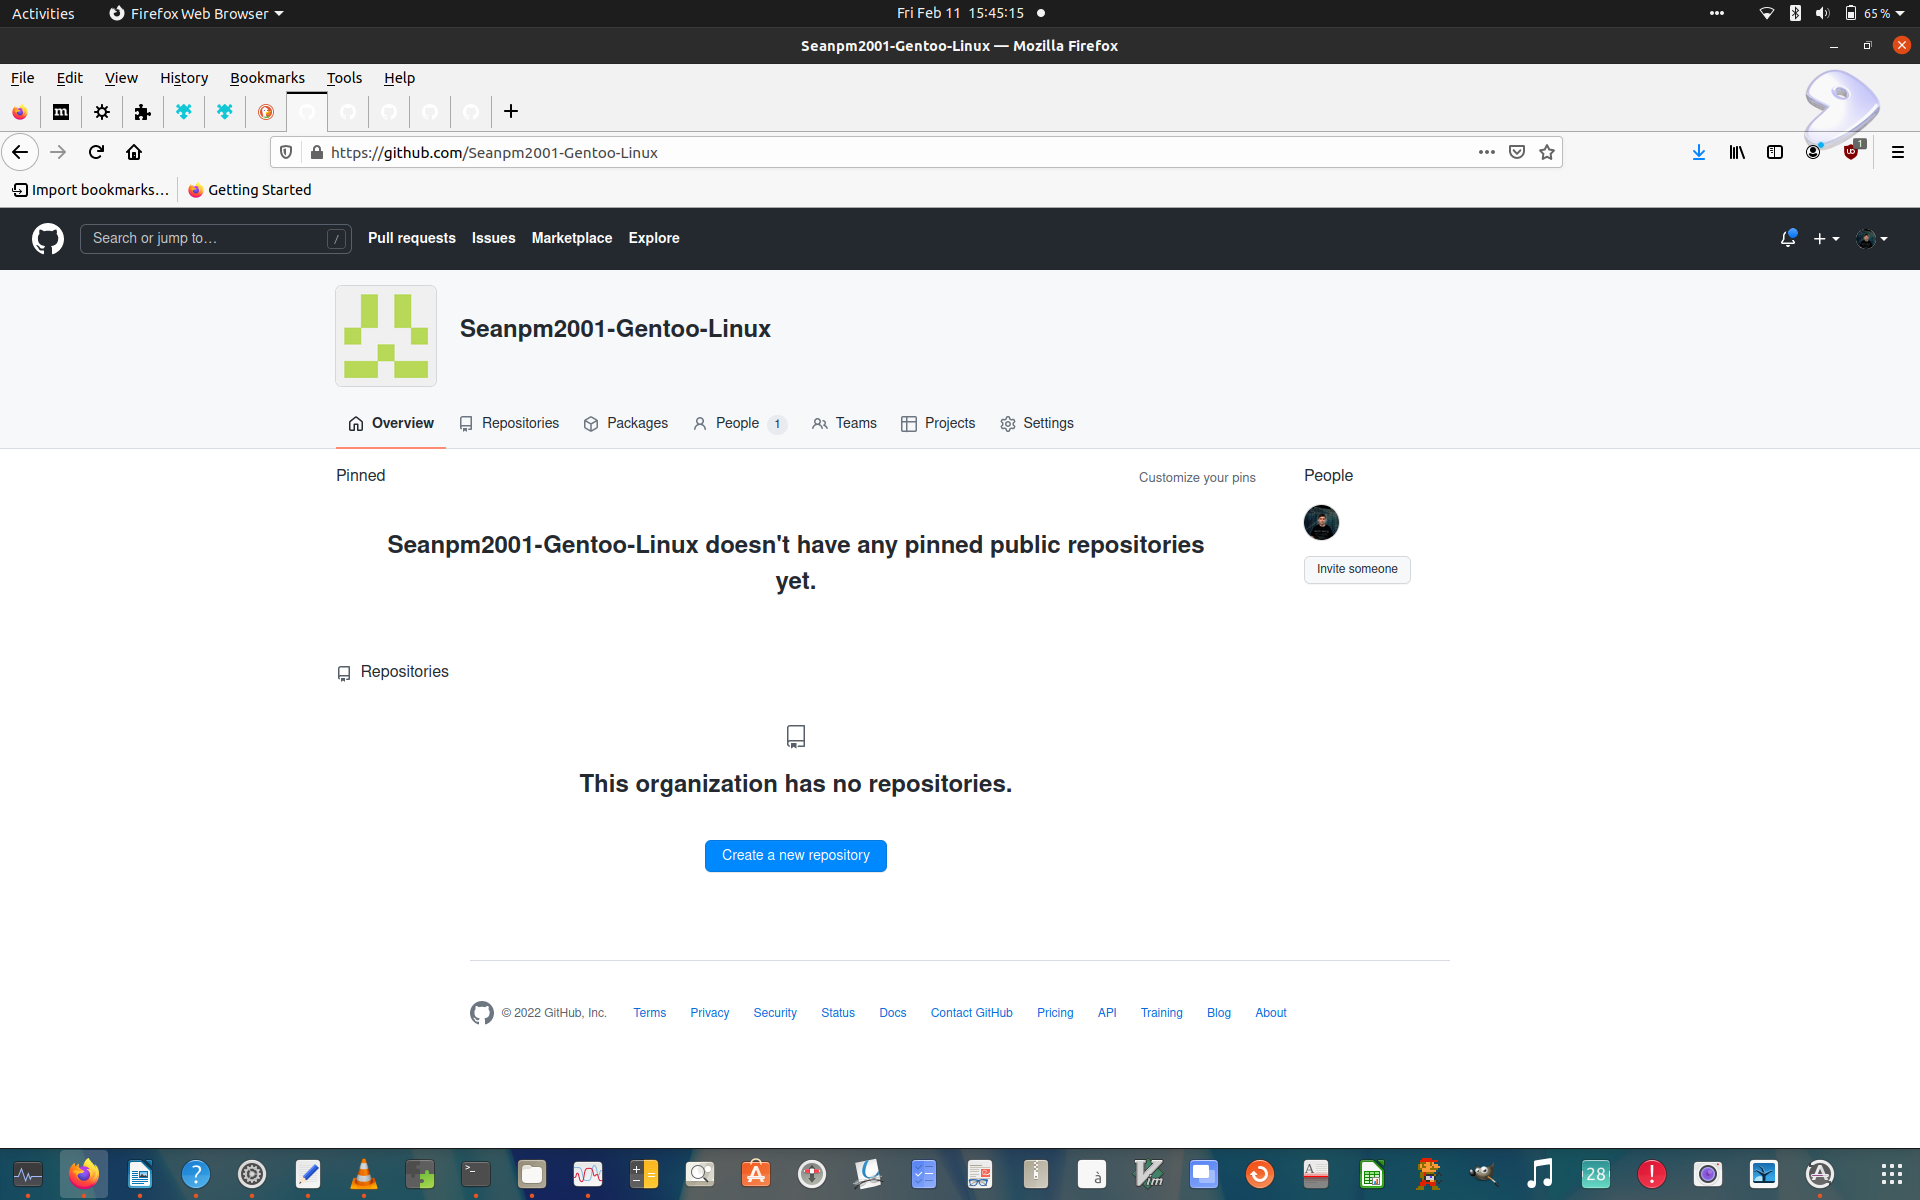 Activities
Firefox Web Browser
Fri Feb 11 15:45:15
65 %
Seanpm2001-Gentoo-Linux — Mozilla Firefox
File Edit View History Bookmarks Tools Help
https://github.com/Seanpm2001-Gentoo-Linux
1
Import bookmarks…
Getting Started
Search or jump to…
/
Pull requests Issues Marketplace Explore
Seanpm2001-Gentoo-Linux
Overview Repositories Packages People 1 Teams Projects Settings
Pinned
Customize your pins
People
Seanpm2001-Gentoo-Linux doesn't have any pinned public repositories
yet.
Invite someone
Repositories
This organization has no repositories.
Create a new repository
© 2022 GitHub, Inc. Terms Privacy Security Status Docs Contact GitHub Pricing API Training Blog About
28